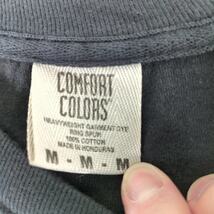 COMFORT
COLORS®
HEAVYWEIGHT GARMENT DYE
RING SPUN
100% COTTON
MADE IN HONDURAS
M - M - M